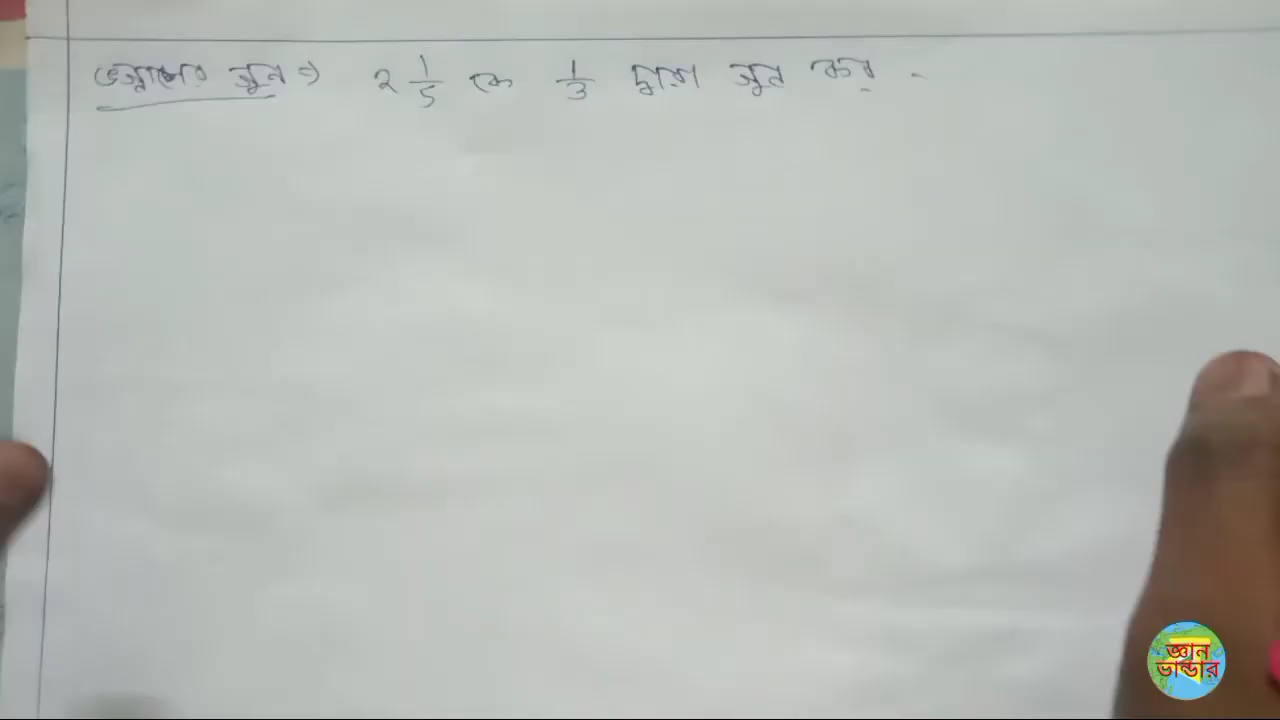 ভগ্নাংশের গুন ⇒ ২ 1/5 কে 1/3 দ্বারা গুন কর .
জ্ঞান
ভান্ডার